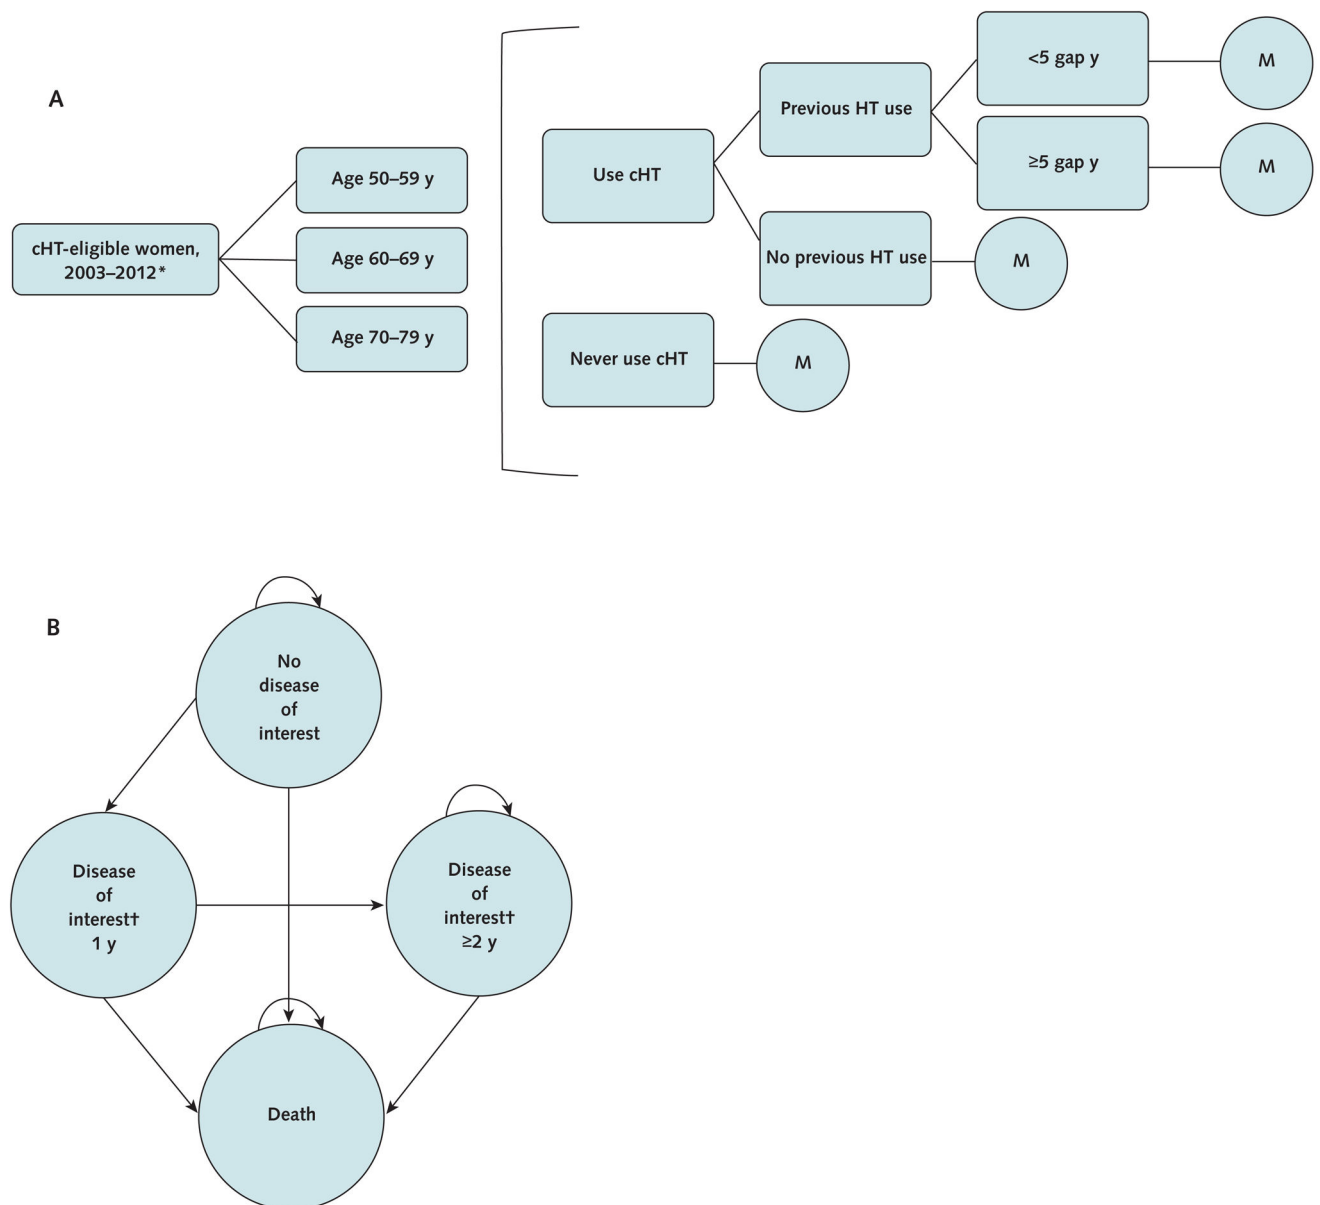 A
cHT-eligible women,
2003–2012*
Age 50–59 y
Age 60–69 y
Age 70–79 y
Use cHT
Never use cHT
Previous HT use
No previous HT use
<5 gap y
≥5 gap y
M
M
M
M
B
No
disease
of
interest
Disease
of
interest†
1 y
Disease
of
interest†
≥2 y
Death